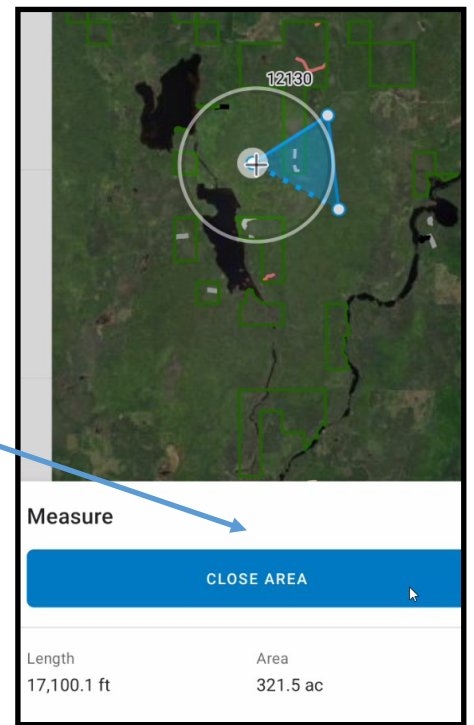 12130
Measure
CLOSE AREA
Length Area
17,100.1 ft 321.5 ac